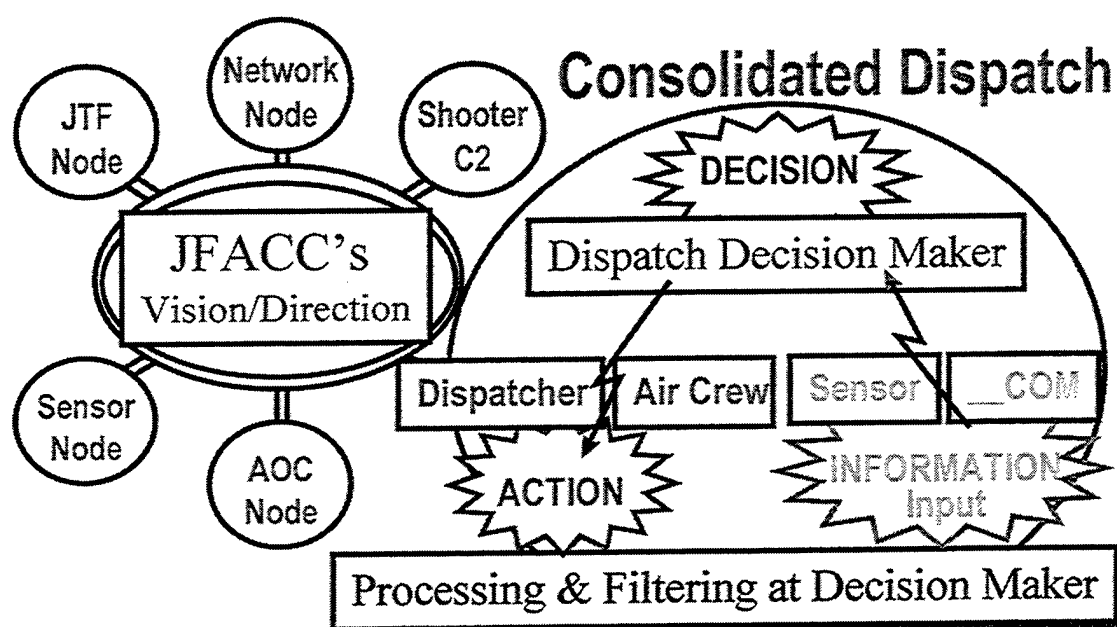 Consolidated Dispatch
Network
Node
JTF
Node
Shooter
C2
JFACC's
Vision/Direction
Sensor
Node
AOC
Node
DECISION
Dispatch Decision Maker
Dispatcher
Air Crew
Sensor
__COM
ACTION
INFORMATION
Input
Processing & Filtering at Decision Maker